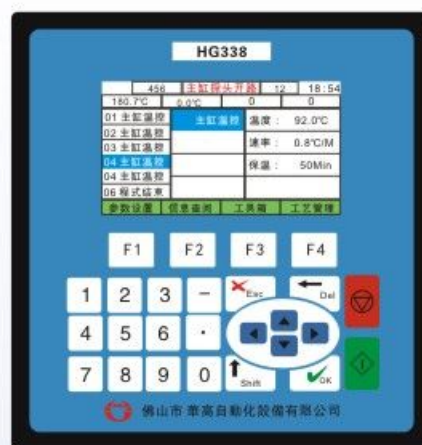 HG338
456 主缸探头开路 12 18:54
180.7℃ 0.0℃ 0 0
01 主缸温控 主缸温控 温度: 92.0℃
02 主缸温控
03 主缸温控 速率: 0.8℃/M
04 主缸温控 保温: 50Min
04 主缸温控
06 程式结束
参数设置 信息查询 工具箱 工艺管理
F1 F2 F3 F4
1 2 3 - Esc Del
4 5 6 ·
7 8 9 0 Shift OK
佛山市華高自動化設備有限公司